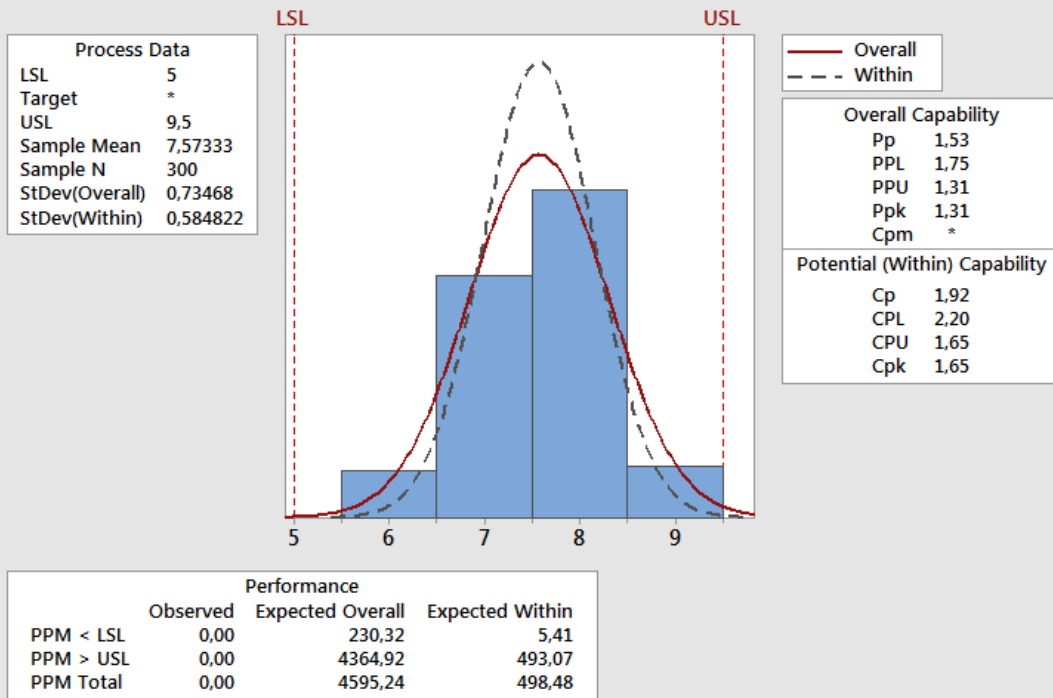 LSL USL
Process Data
LSL 5
Target *
USL 9,5
Sample Mean 7,57333
Sample N 300
StDev(Overall) 0,73468
StDev(Within) 0,584822
Overall
Within
Overall Capability
Pp 1,53
PPL 1,75
PPU 1,31
Ppk 1,31
Cpm *
Potential (Within) Capability
Cp 1,92
CPL 2,20
CPU 1,65
Cpk 1,65
5 6 7 8 9
Performance
Observed Expected Overall Expected Within
PPM < LSL 0,00 230,32 5,41
PPM > USL 0,00 4364,92 493,07
PPM Total 0,00 4595,24 498,48